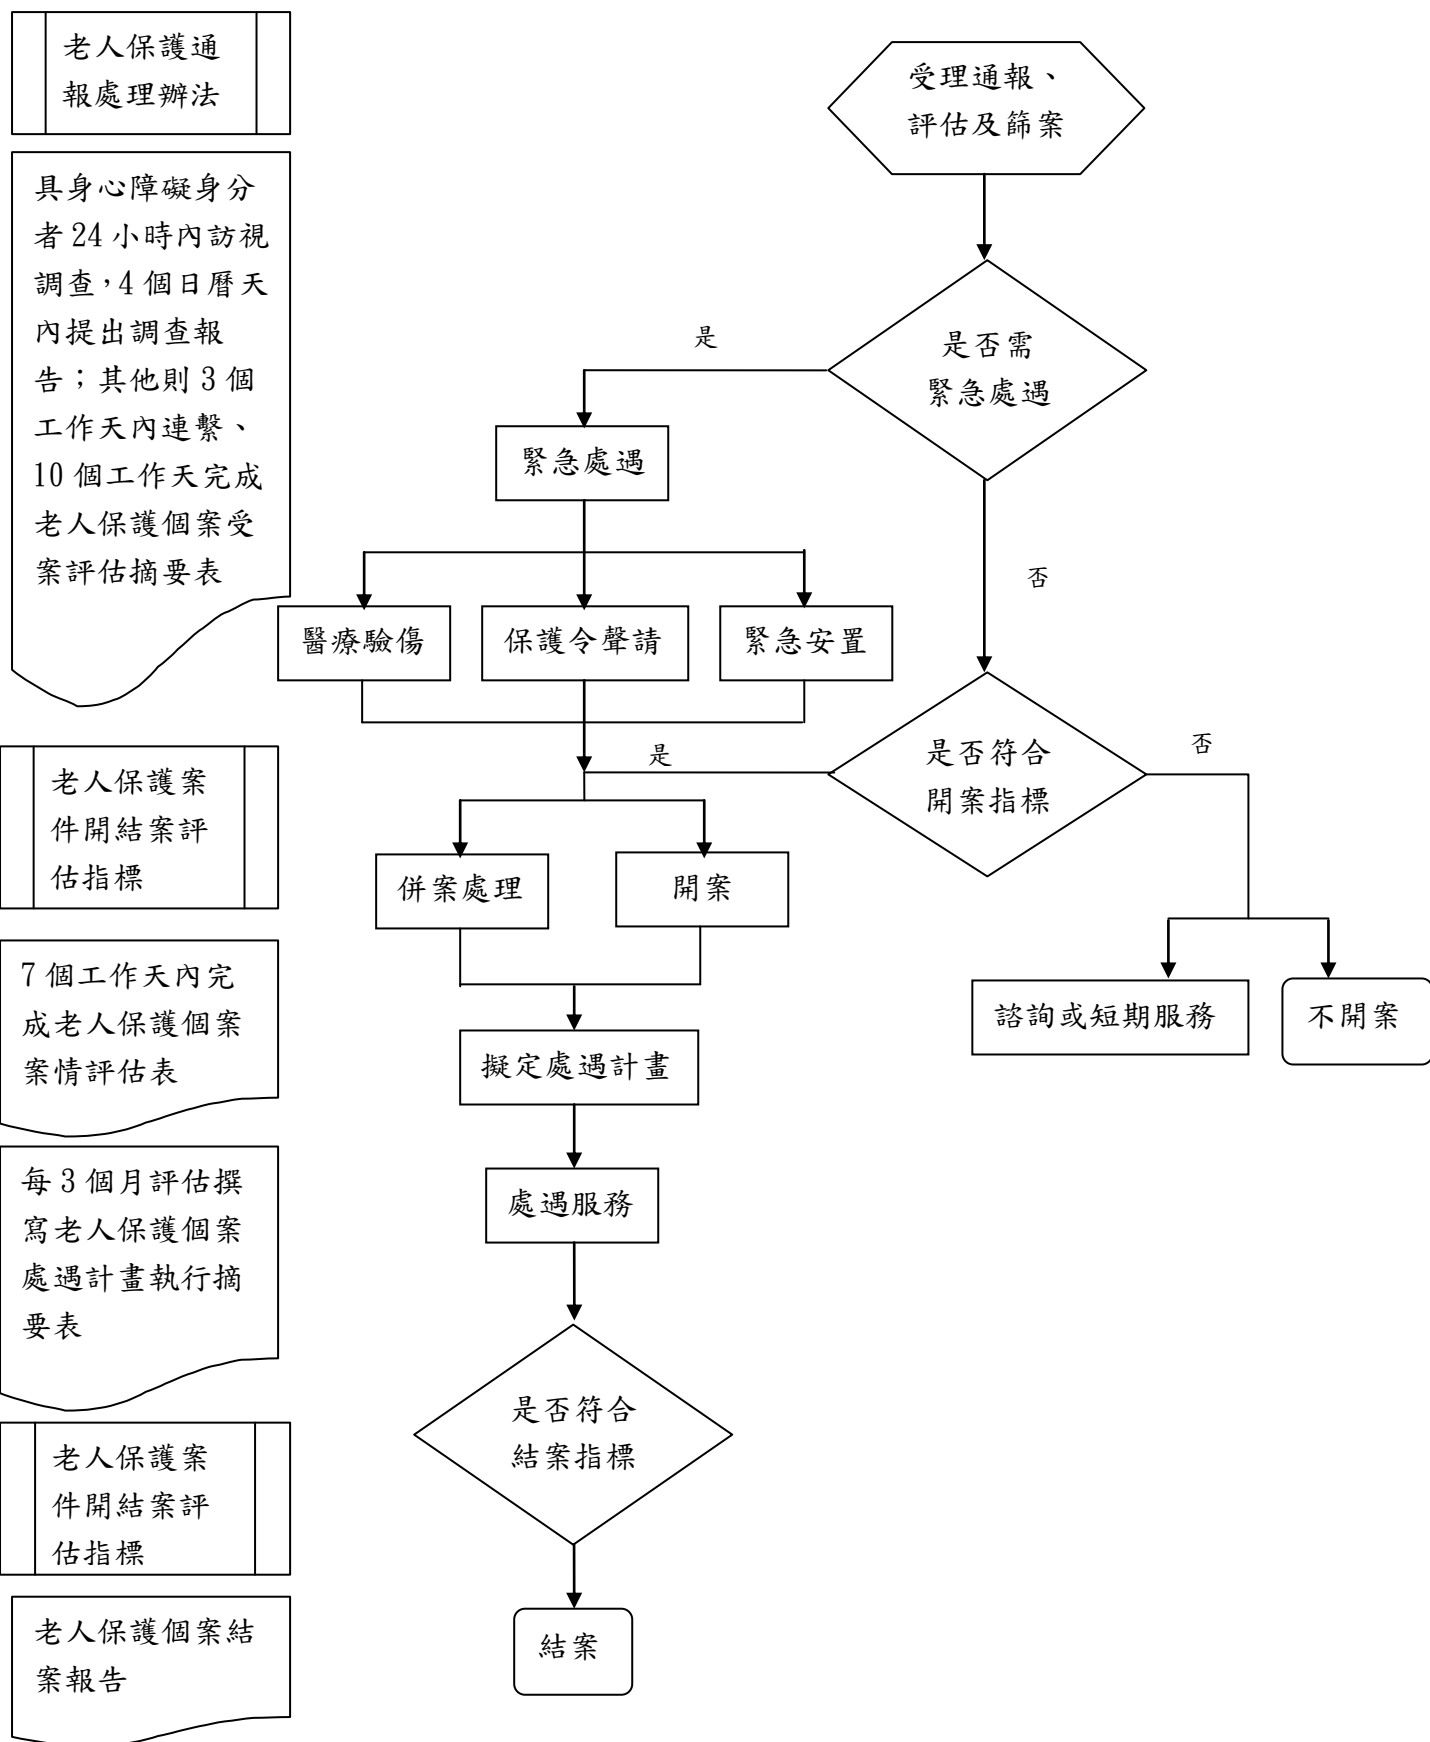 老人保護通
報處理辦法
具身心障礙身分
者24小時內訪視
調查，4個日曆天
內提出調查報
告；其他則3個
工作天內連繫、
10個工作天完成
老人保護個案受
案評估摘要表
老人保護案
件開結案評
估指標
7個工作天內完
成老人保護個案
案情評估表
每3個月評估撰
寫老人保護個案
處遇計畫執行摘
要表
老人保護案
件開結案評
估指標
老人保護個案結
案報告
受理通報、
評估及篩案
是否需
緊急處遇
是
否
緊急處遇
醫療驗傷
保護令聲請
緊急安置
是否符合
開案指標
是
否
併案處理
開案
諮詢或短期服務
不開案
擬定處遇計畫
處遇服務
是否符合
結案指標
結案